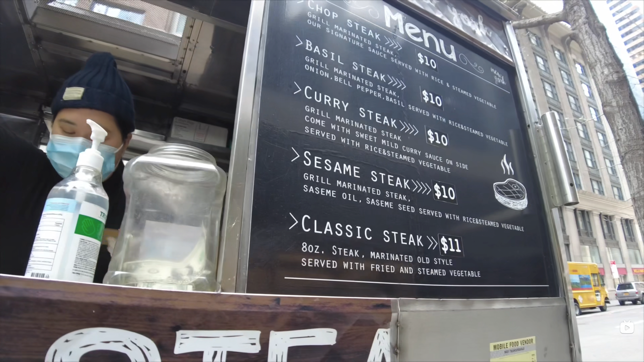 Menu
CHOP STEAK>>>> $10
GRILL MARINATED STEAK,
OUR SIGNATURE SAUCE SERVED WITH RICE & STEAMED VEGETABLE
>BASIL STEAK>>>> $10
GRILL MARINATED STEAK,
ONION, BELL PEPPER, BASIL SERVED WITH RICE&STEAMED VEGETABLE
>CURRY STEAK>>>> $10
GRILL MARINATED STEAK
COME WITH SWEET MILD CURRY SAUCE ON SIDE
SERVED WITH RICE&STEAMED VEGETABLE
>SESAME STEAK>>>> $10
GRILL MARINATED STEAK,
SASEME OIL, SASEME SEED SERVED WITH RICE&STEAMED VEGETABLE
>CLASSIC STEAK>> $11
8oz. STEAK, MARINATED OLD STYLE
SERVED WITH FRIED AND STEAMED VEGETABLE
STEA
MOBILE FOOD VENDOR